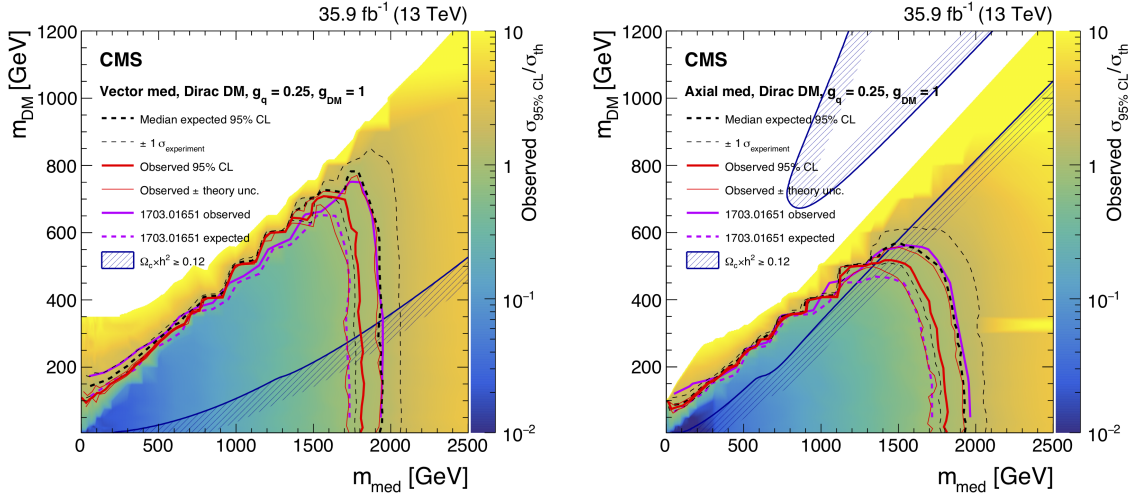 35.9 fb⁻¹ (13 TeV)
m_DM [GeV]
1200
1000
800
600
400
200
CMS
Vector med, Dirac DM, g_q = 0.25, g_DM = 1
Median expected 95% CL
± 1 σ_experiment
Observed 95% CL
Observed ± theory unc.
1703.01651 observed
1703.01651 expected
Ω_c×h² ≥ 0.12
0 500 1000 1500 2000 2500
m_med [GeV]
10
1
10⁻¹
10⁻²
Observed σ_95% CL/σ_th
35.9 fb⁻¹ (13 TeV)
m_DM [GeV]
1200
1000
800
600
400
200
CMS
Axial med, Dirac DM, g_q = 0.25, g_DM = 1
Median expected 95% CL
± 1 σ_experiment
Observed 95% CL
Observed ± theory unc.
1703.01651 observed
1703.01651 expected
Ω_c×h² ≥ 0.12
0 500 1000 1500 2000 2500
m_med [GeV]
10
1
10⁻¹
10⁻²
Observed σ_95% CL/σ_th